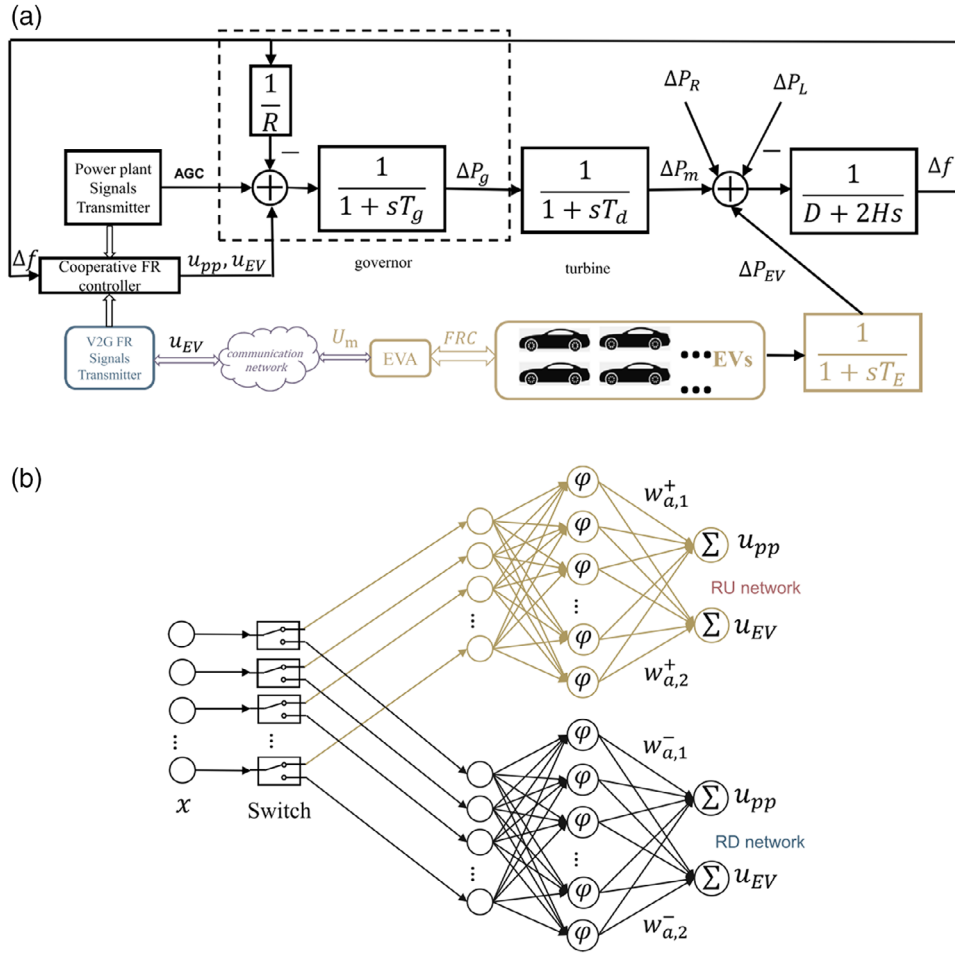 (a)
1
R
−
ΔP_R
ΔP_L
−
Power plant
Signals
Transmitter
AGC
+
1
1 + sT_g
ΔP_g
1
1 + sT_d
ΔP_m
+
1
D + 2Hs
Δf
Δf
Cooperative FR
controller
u_pp, u_EV
governor
turbine
ΔP_EV
V2G FR
Signals
Transmitter
u_EV
communication
network
U_m
EVA
FRC
... EVs
...
1
1 + sT_E
(b)
φ
w⁺_a,1
φ
Σ u_pp
φ
RU network
⋮
⋮
φ
Σ u_EV
φ
w⁺_a,2
⋮
⋮
x
Switch
φ
w⁻_a,1
φ
Σ u_pp
φ
RD network
⋮
⋮
φ
Σ u_EV
φ
w⁻_a,2